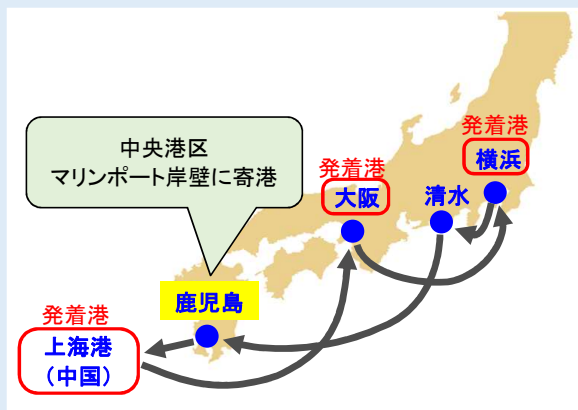 中央港区
マリンポート岸壁に寄港
発着港
横浜
発着港
大阪
清水
鹿児島
発着港
上海港
（中国）